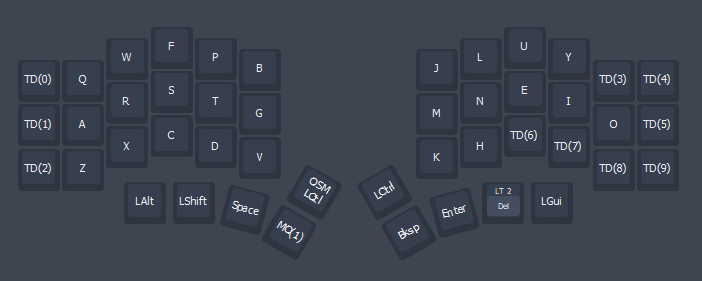 TD(0) Q W F P B J L U Y TD(3) TD(4)
TD(1) A R S T G M N E I O TD(5)
TD(2) Z X C D V K H TD(6) TD(7) TD(8) TD(9)
LAlt LShift Space OSM
LCtl LCtrl Enter LT 2
Del LGui
MO(1) Bksp